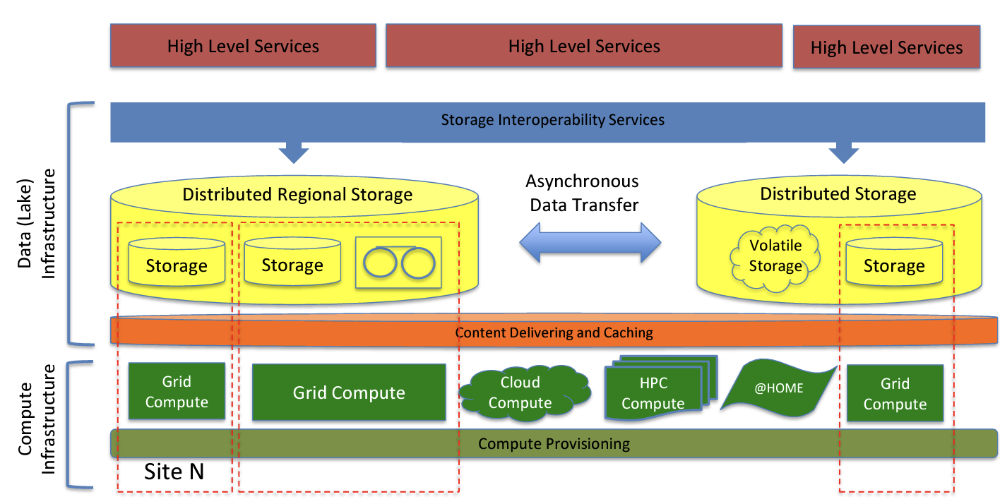 High Level Services
High Level Services
High Level Services
Storage Interoperability Services
Data (Lake)
Infrastructure
Distributed Regional Storage
Asynchronous
Data Transfer
Distributed Storage
Storage
Storage
Volatile
Storage
Storage
Content Delivering and Caching
Compute
Infrastructure
Grid
Compute
Grid Compute
Cloud
Compute
HPC
Compute
@HOME
Grid
Compute
Compute Provisioning
Site N